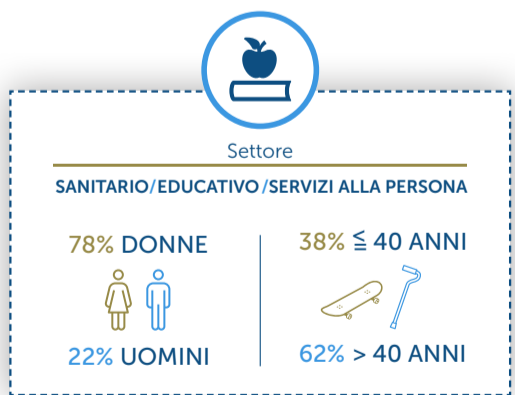 Settore
SANITARIO/EDUCATIVO/SERVIZI ALLA PERSONA
78% DONNE
22% UOMINI
38% ≦ 40 ANNI
62% > 40 ANNI